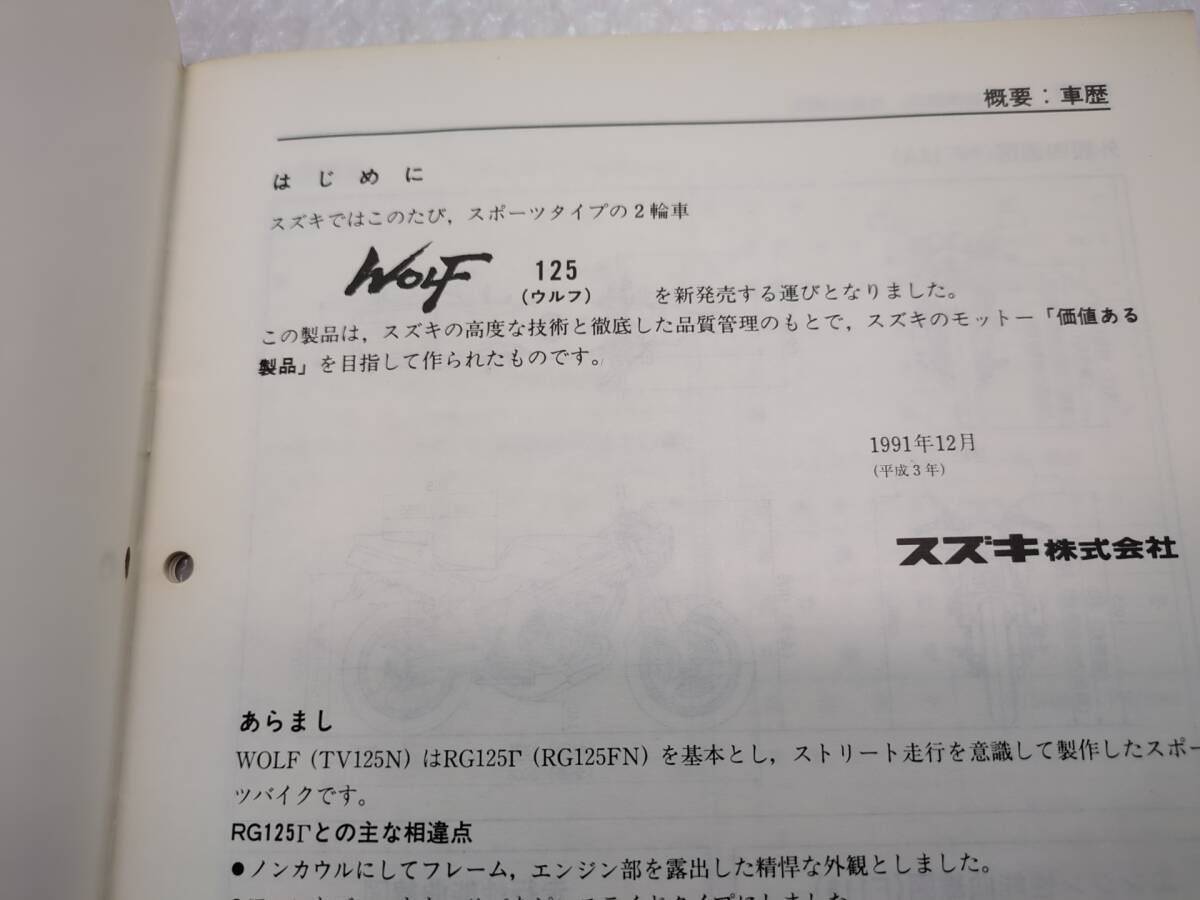 概要：車歴
はじめに
スズキではこのたび，スポーツタイプの２輪車
WOLF 125
（ウルフ） を新発売する運びとなりました。
この製品は，スズキの高度な技術と徹底した品質管理のもとで，スズキのモットー「価値ある
製品」を目指して作られたものです。
1991年12月
（平成３年）
スズキ株式会社
あらまし
WOLF（TV125N）はRG125Γ（RG125FN）を基本とし，ストリート走行を意識して製作したスポー
ツバイクです。
RG125Γとの主な相違点
●ノンカウルにしてフレーム，エンジン部を露出した精悍な外観としました。